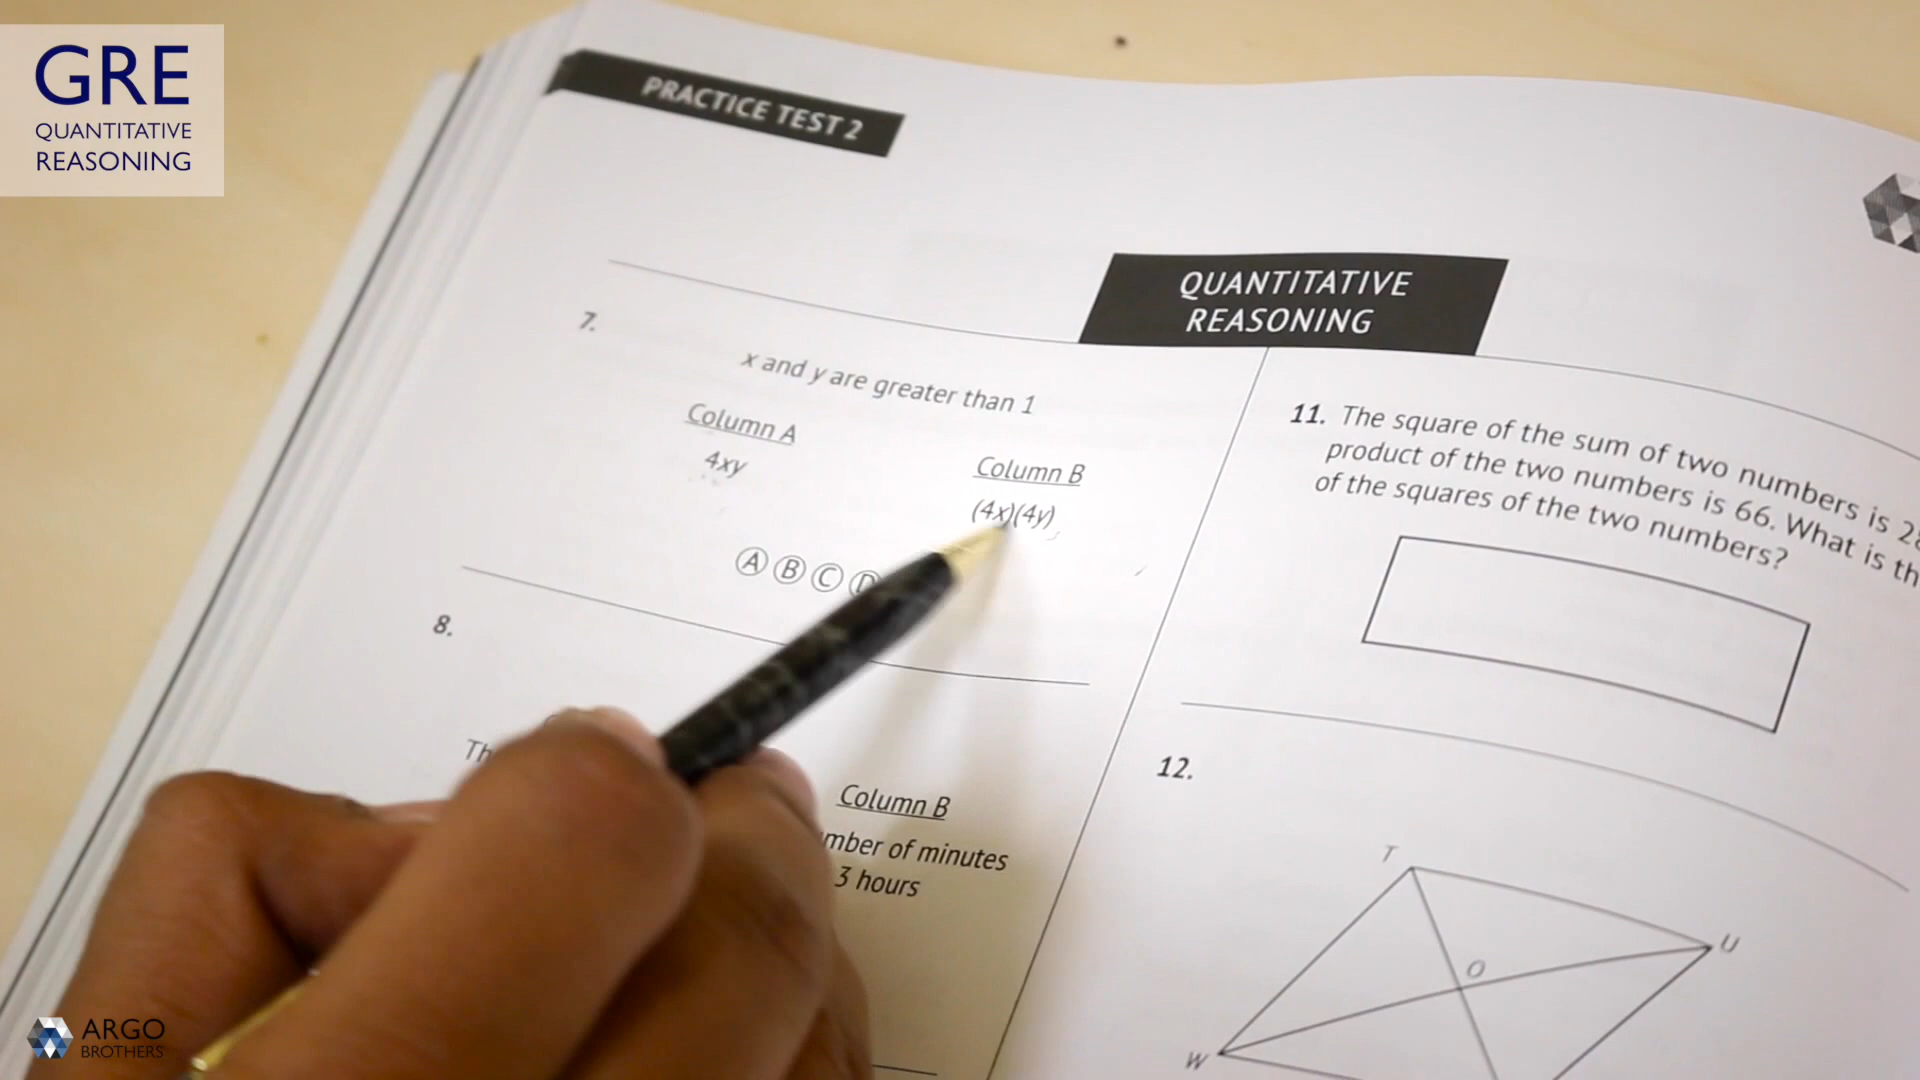 GRE
QUANTITATIVE
REASONING
PRACTICE TEST 2
QUANTITATIVE
REASONING
7.
x and y are greater than 1
Column A
4xy
Column B
(4x)(4y)
A B C D
8.
Column B
of minutes
3 hours
11. The square of the sum of two numbers is
product of the two numbers is 66. What is
of the squares of the two numbers?
12.
T
U
O
W
ARGO
BROTHERS